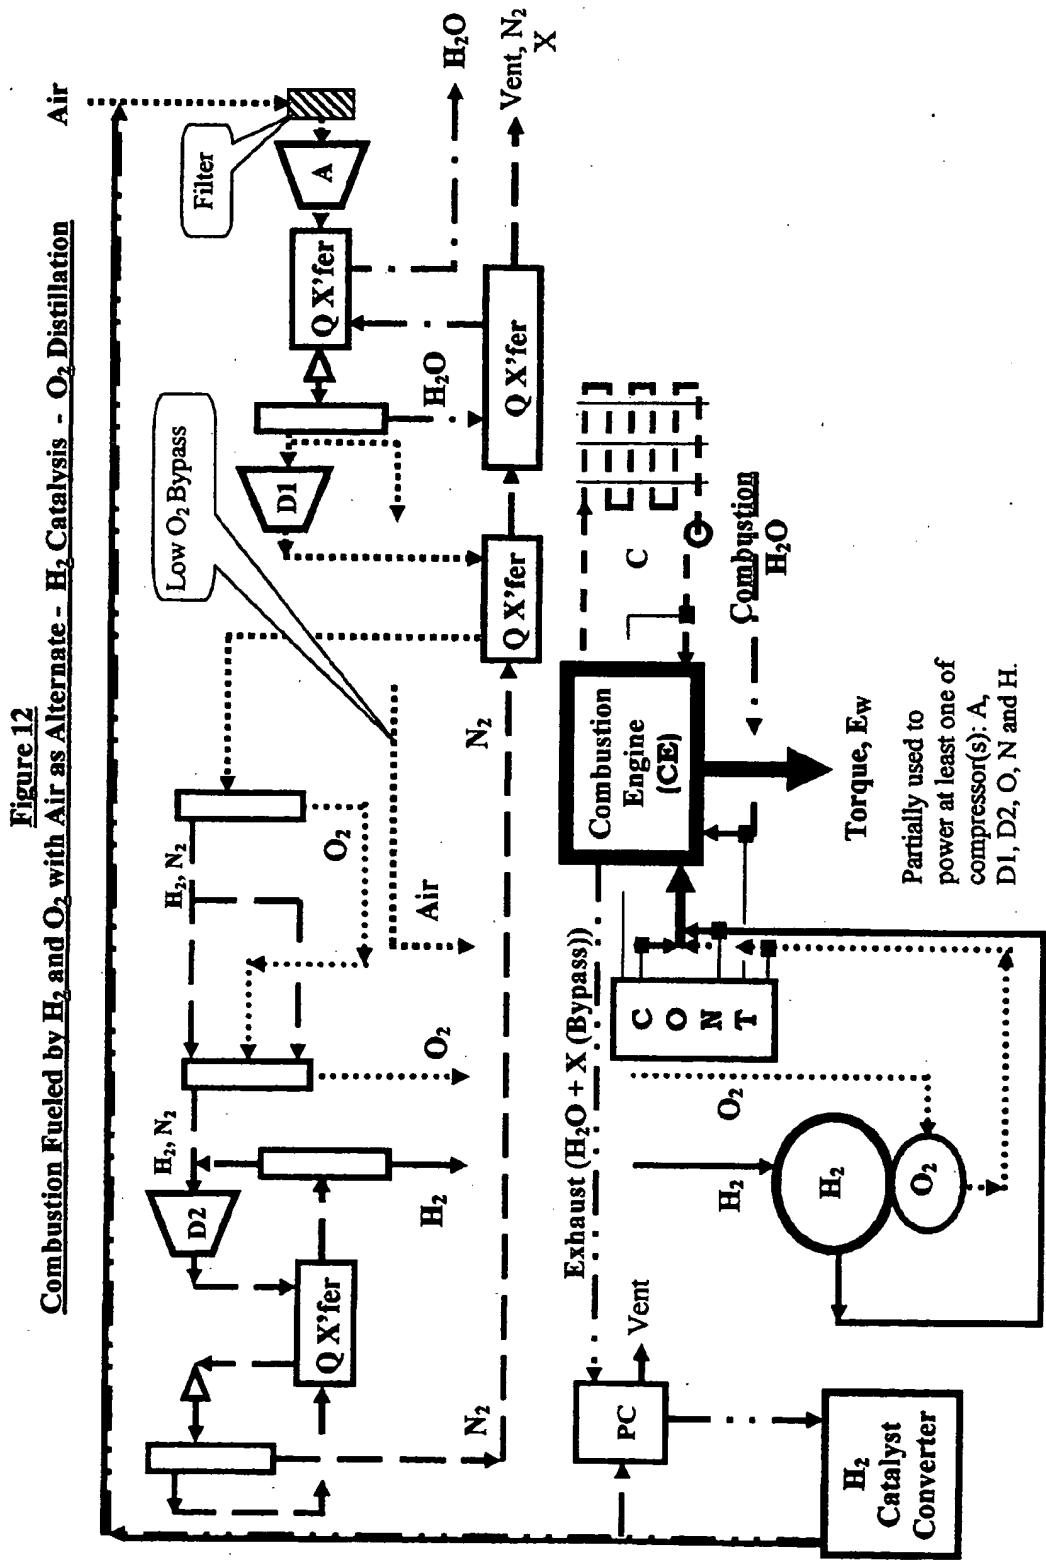 Figure 12
Combustion Fueled by H₂ and O₂ with Air as Alternate - H₂ Catalysis - O₂ Distillation
Air
Filter
A
Q X'fer
H₂O
Vent, N₂
X
Q X'fer
H₂O
D1
Low O₂ Bypass
Q X'fer
N₂
H₂, N₂
O₂
Air
O₂
H₂, N₂
D2
H₂
Q X'fer
N₂
Exhaust (H₂O + X (Bypass))
PC
Vent
H₂
Catalyst
Converter
H₂
O₂
H₂
O₂
C
O
N
T
Combustion
Engine
(CE)
C
Combustion
H₂O
Torque, Ew
Partially used to
power at least one of
compressor(s): A,
D1, D2, O, N and H.